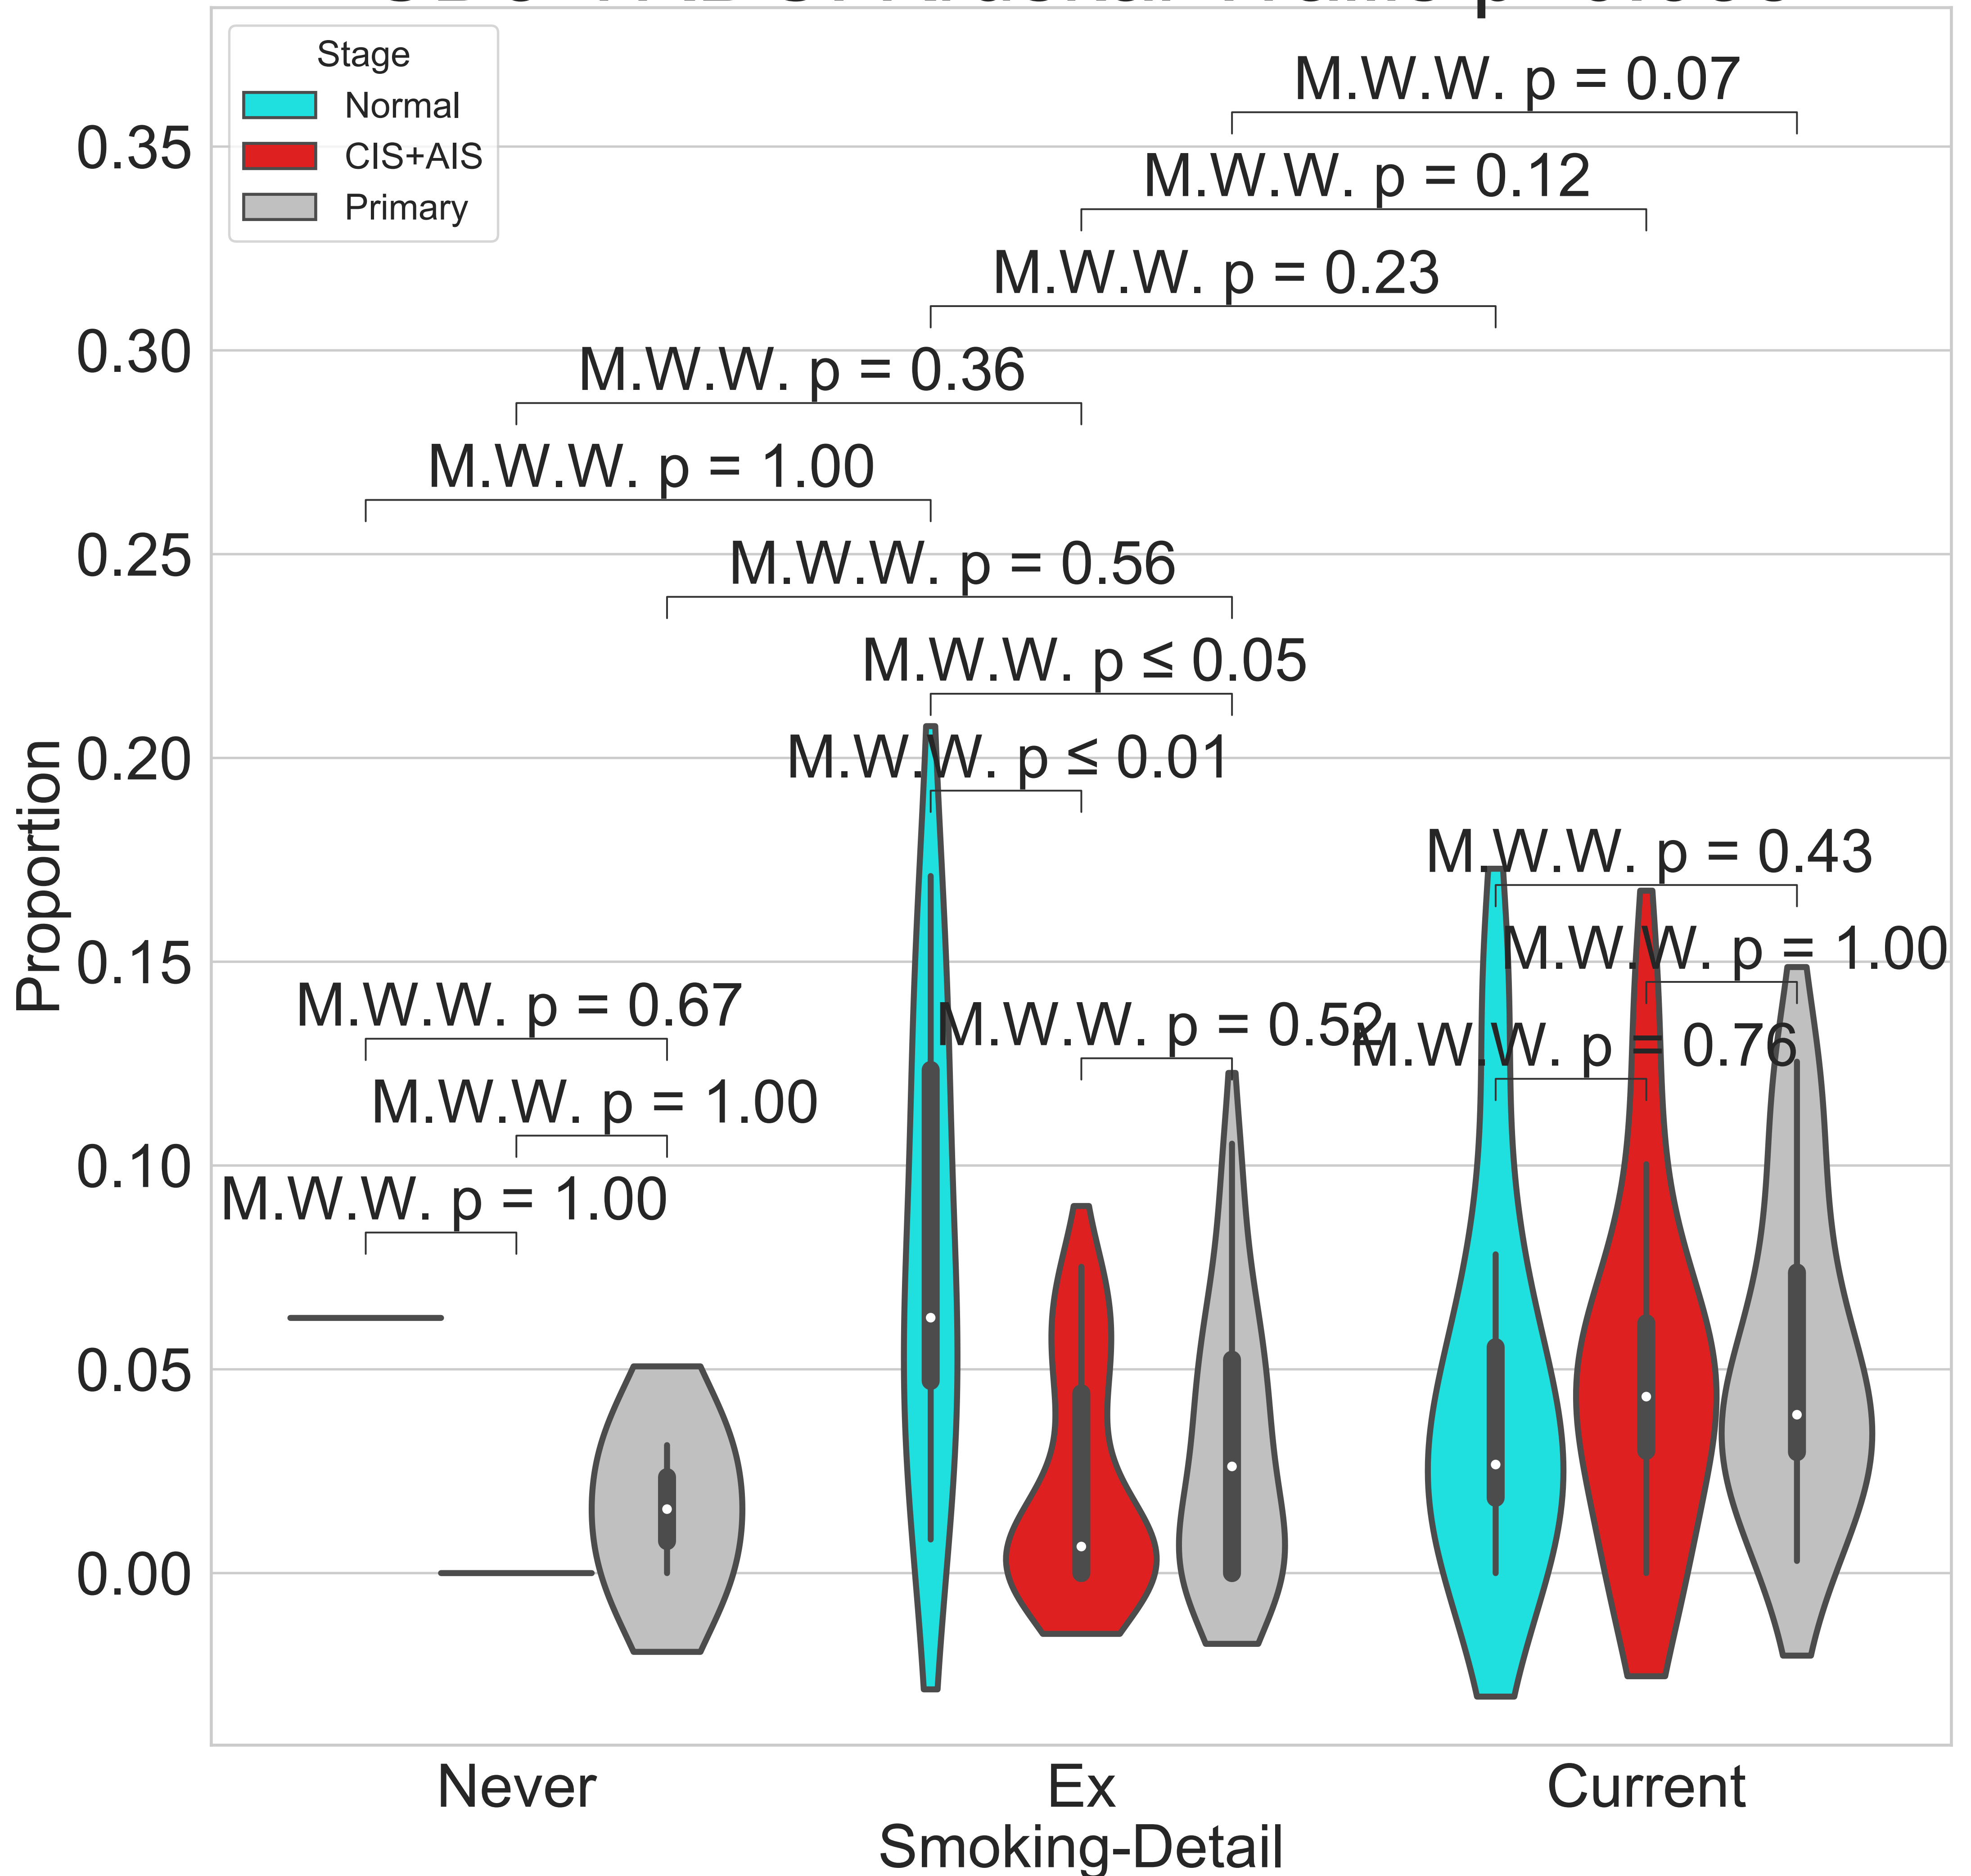 Stage
Normal
CIS+AIS
Primary
M.W.W. p = 0.07
M.W.W. p = 0.12
M.W.W. p = 0.23
M.W.W. p = 0.36
M.W.W. p = 1.00
M.W.W. p = 0.56
M.W.W. p ≤ 0.05
M.W.W. p ≤ 0.01
M.W.W. p = 0.43
M.W.W. p = 1.00
M.W.W. p = 0.67
M.W.W. p = 0.52
M.W.W. p = 0.76
M.W.W. p = 1.00
M.W.W. p = 1.00
0.35
0.30
0.25
0.20
0.15
0.10
0.05
0.00
Proportion
Never
Ex
Current
Smoking-Detail